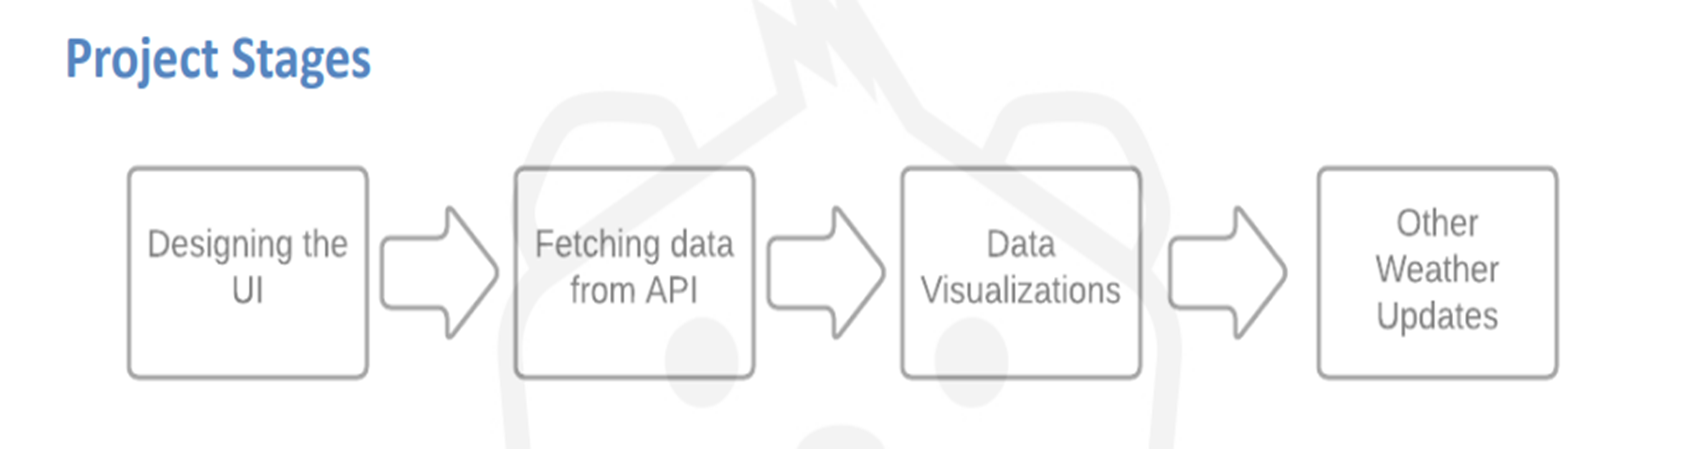 Project Stages
Designing the
UI
Fetching data
from API
Data
Visualizations
Other
Weather
Updates